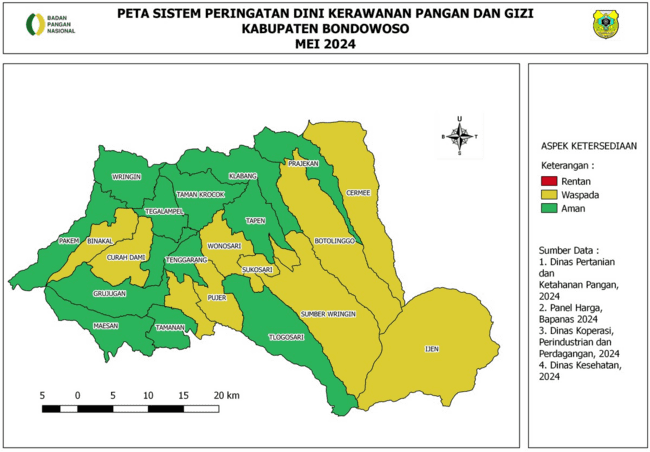 BADAN
PANGAN
NASIONAL
PETA SISTEM PERINGATAN DINI KERAWANAN PANGAN DAN GIZI
KABUPATEN BONDOWOSO
MEI 2024
U
B
T
S
PRAJEKAN
WRINGIN
KLABANG
CERMEE
TAMAN KROCOK
TEGALAMPEL
TAPEN
PAKEM
BINAKAL
BOTOLINGGO
WONOSARI
CURAH DAMI
TENGGARANG
SUKOSARI
GRUJUGAN
PUJER
SUMBER WRINGIN
MAESAN
TAMANAN
TLOGOSARI
IJEN
5 0 5 10 15 20 km
ASPEK KETERSEDIAAN
Keterangan :
Rentan
Waspada
Aman
Sumber Data :
1. Dinas Pertanian
dan
Ketahanan Pangan,
2024
2. Panel Harga,
Bapanas 2024
3. Dinas Koperasi,
Perindustrian dan
Perdagangan, 2024
4. Dinas Kesehatan,
2024